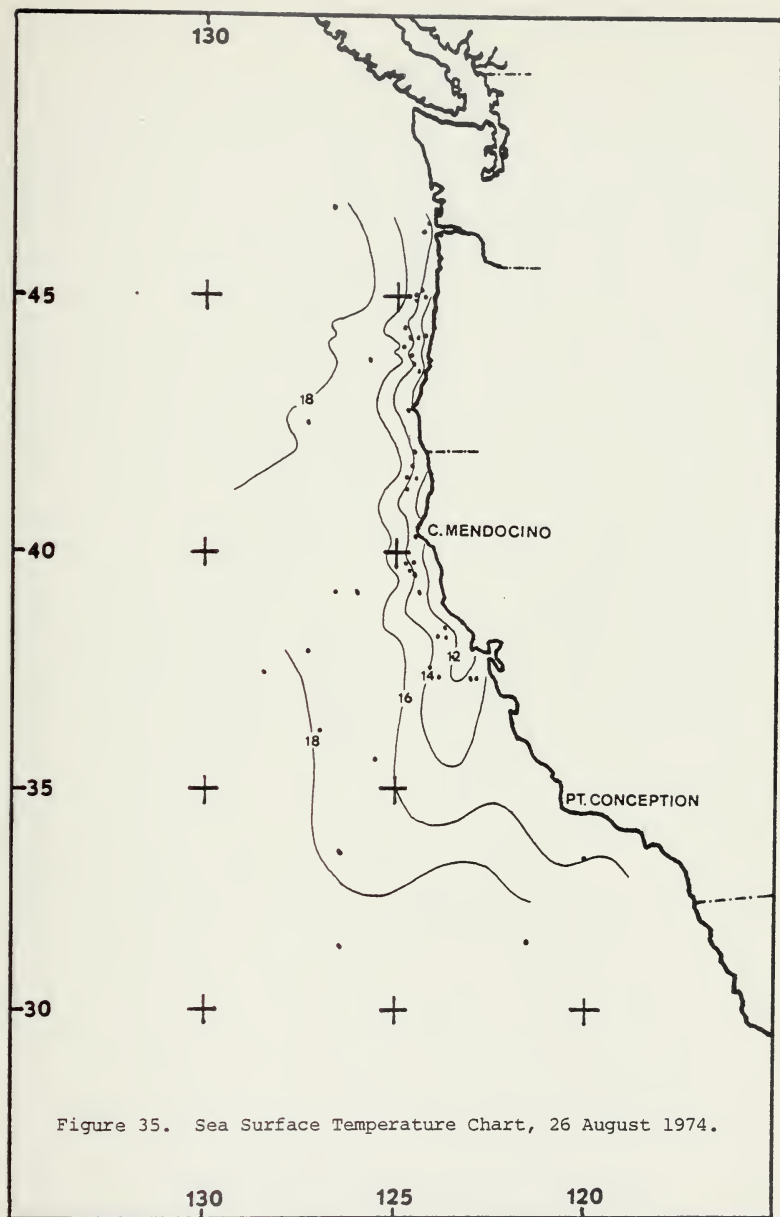 130
45
18
40
C. MENDOCINO
12
14
16
18
35
PT. CONCEPTION
30
Figure 35. Sea Surface Temperature Chart, 26 August 1974.
130 125 120